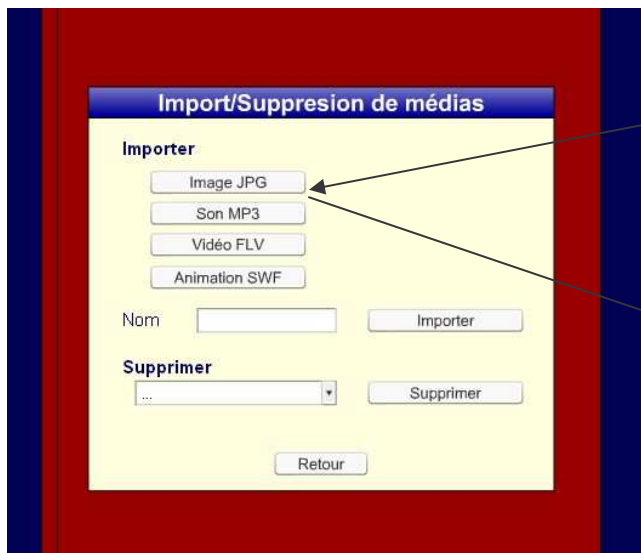 Import/Suppresion de médias
Importer
Image JPG
Son MP3
Vidéo FLV
Animation SWF
Nom
Importer
Supprimer
...
Supprimer
Retour